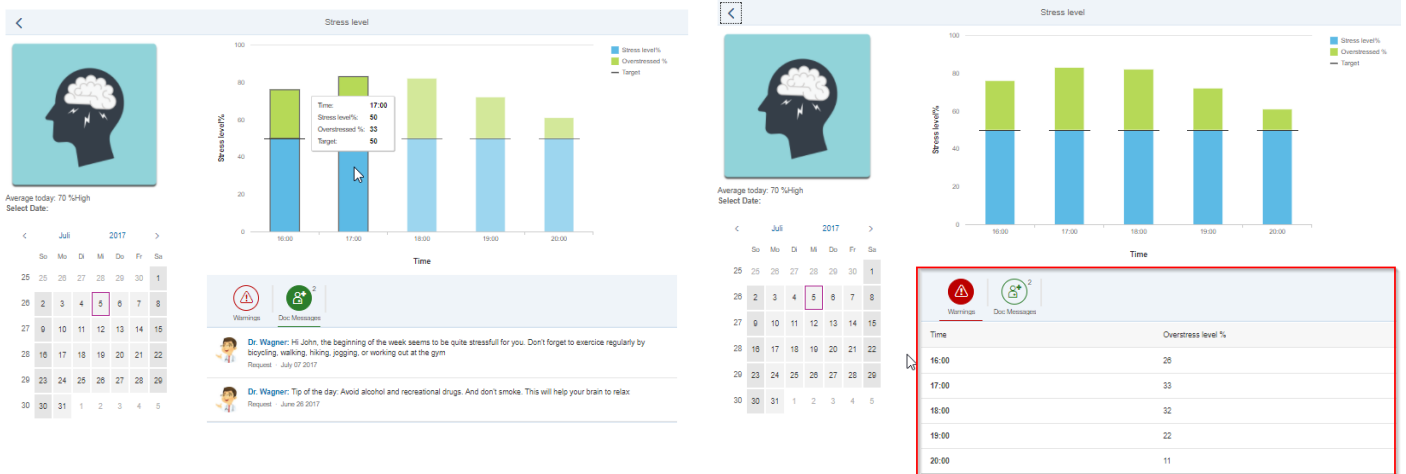 Stress level
100
80
60
40
20
0
Stress level%
16:00 17:00 18:00 19:00 20:00
Time
Stress level%
Overstressed %
Target
Time: 17:00
Stress level%: 50
Overstressed %: 33
Target: 50
Average today: 70 %High
Select Date:
Juli 2017
So Mo Di Mi Do Fr Sa
25 25 26 27 28 29 30 1
26 2 3 4 5 6 7 8
27 9 10 11 12 13 14 15
28 16 17 18 19 20 21 22
29 23 24 25 26 27 28 29
30 30 31 1 2 3 4 5
2
Warnings Doc Messages
Dr. Wagner: Hi John, the beginning of the week seems to be quite stressfull for you. Don't forget to exercice regularly by
bicycling, walking, hiking, jogging, or working out at the gym
Request · July 07 2017
Dr. Wagner: Tip of the day: Avoid alcohol and recreational drugs. And don't smoke. This will help your brain to relax
Request · June 26 2017
Stress level
100
80
60
40
20
0
Stress level%
16:00 17:00 18:00 19:00 20:00
Time
Stress level%
Overstressed %
Target
Average today: 70 %High
Select Date:
Juli 2017
So Mo Di Mi Do Fr Sa
25 25 26 27 28 29 30 1
26 2 3 4 5 6 7 8
27 9 10 11 12 13 14 15
28 16 17 18 19 20 21 22
29 23 24 25 26 27 28 29
30 30 31 1 2 3 4 5
2
Warnings Doc Messages
Time Overstress level %
16:00 26
17:00 33
18:00 32
19:00 22
20:00 11